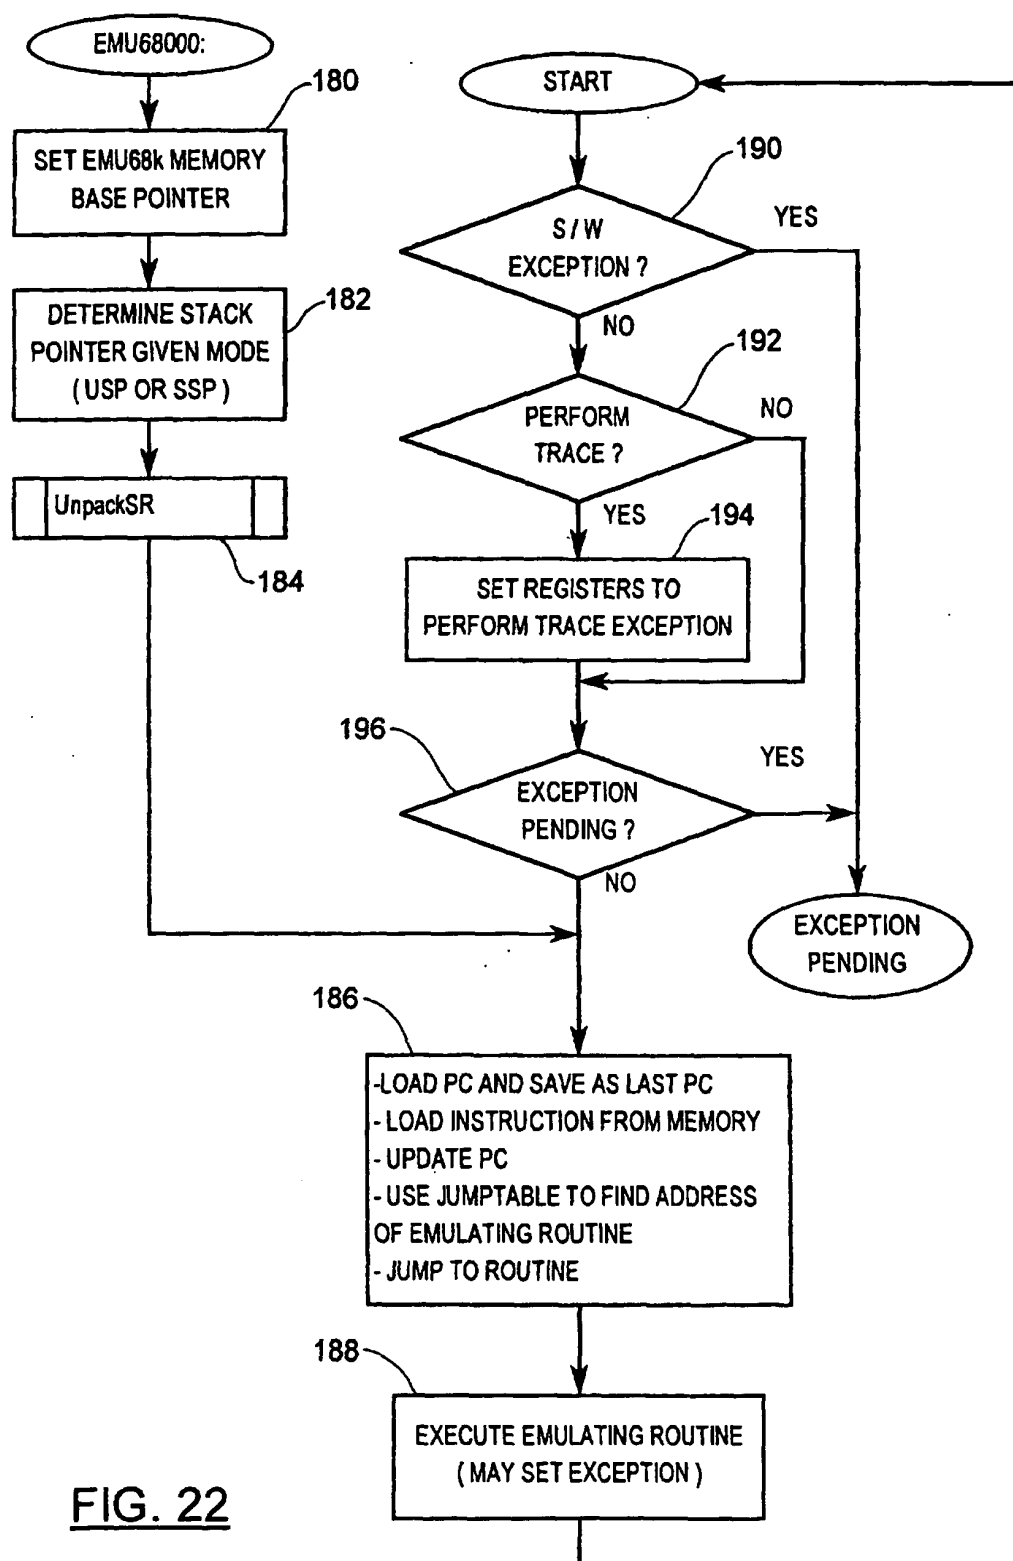 EMU68000:
180
SET EMU68k MEMORY
BASE POINTER
182
DETERMINE STACK
POINTER GIVEN MODE
( USP OR SSP )
UnpackSR
184
START
190
S / W
EXCEPTION ?
YES
NO
192
PERFORM
TRACE ?
NO
YES
194
SET REGISTERS TO
PERFORM TRACE EXCEPTION
196
EXCEPTION
PENDING ?
YES
NO
EXCEPTION
PENDING
186
-LOAD PC AND SAVE AS LAST PC
- LOAD INSTRUCTION FROM MEMORY
- UPDATE PC
- USE JUMPTABLE TO FIND ADDRESS
OF EMULATING ROUTINE
- JUMP TO ROUTINE
188
EXECUTE EMULATING ROUTINE
( MAY SET EXCEPTION )
FIG. 22